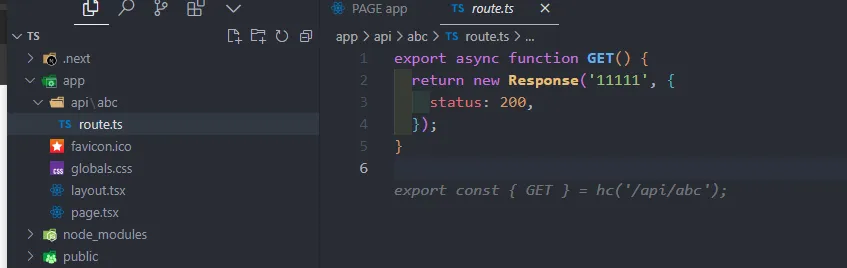 PAGE app
route.ts
TS
app > api > abc > TS route.ts > ...
.next
app
api\abc
TS route.ts
favicon.ico
CSS globals.css
layout.tsx
page.tsx
node_modules
public
1 export async function GET() {
2 return new Response('11111', {
3 status: 200,
4 });
5 }
6
export const { GET } = hc('/api/abc');